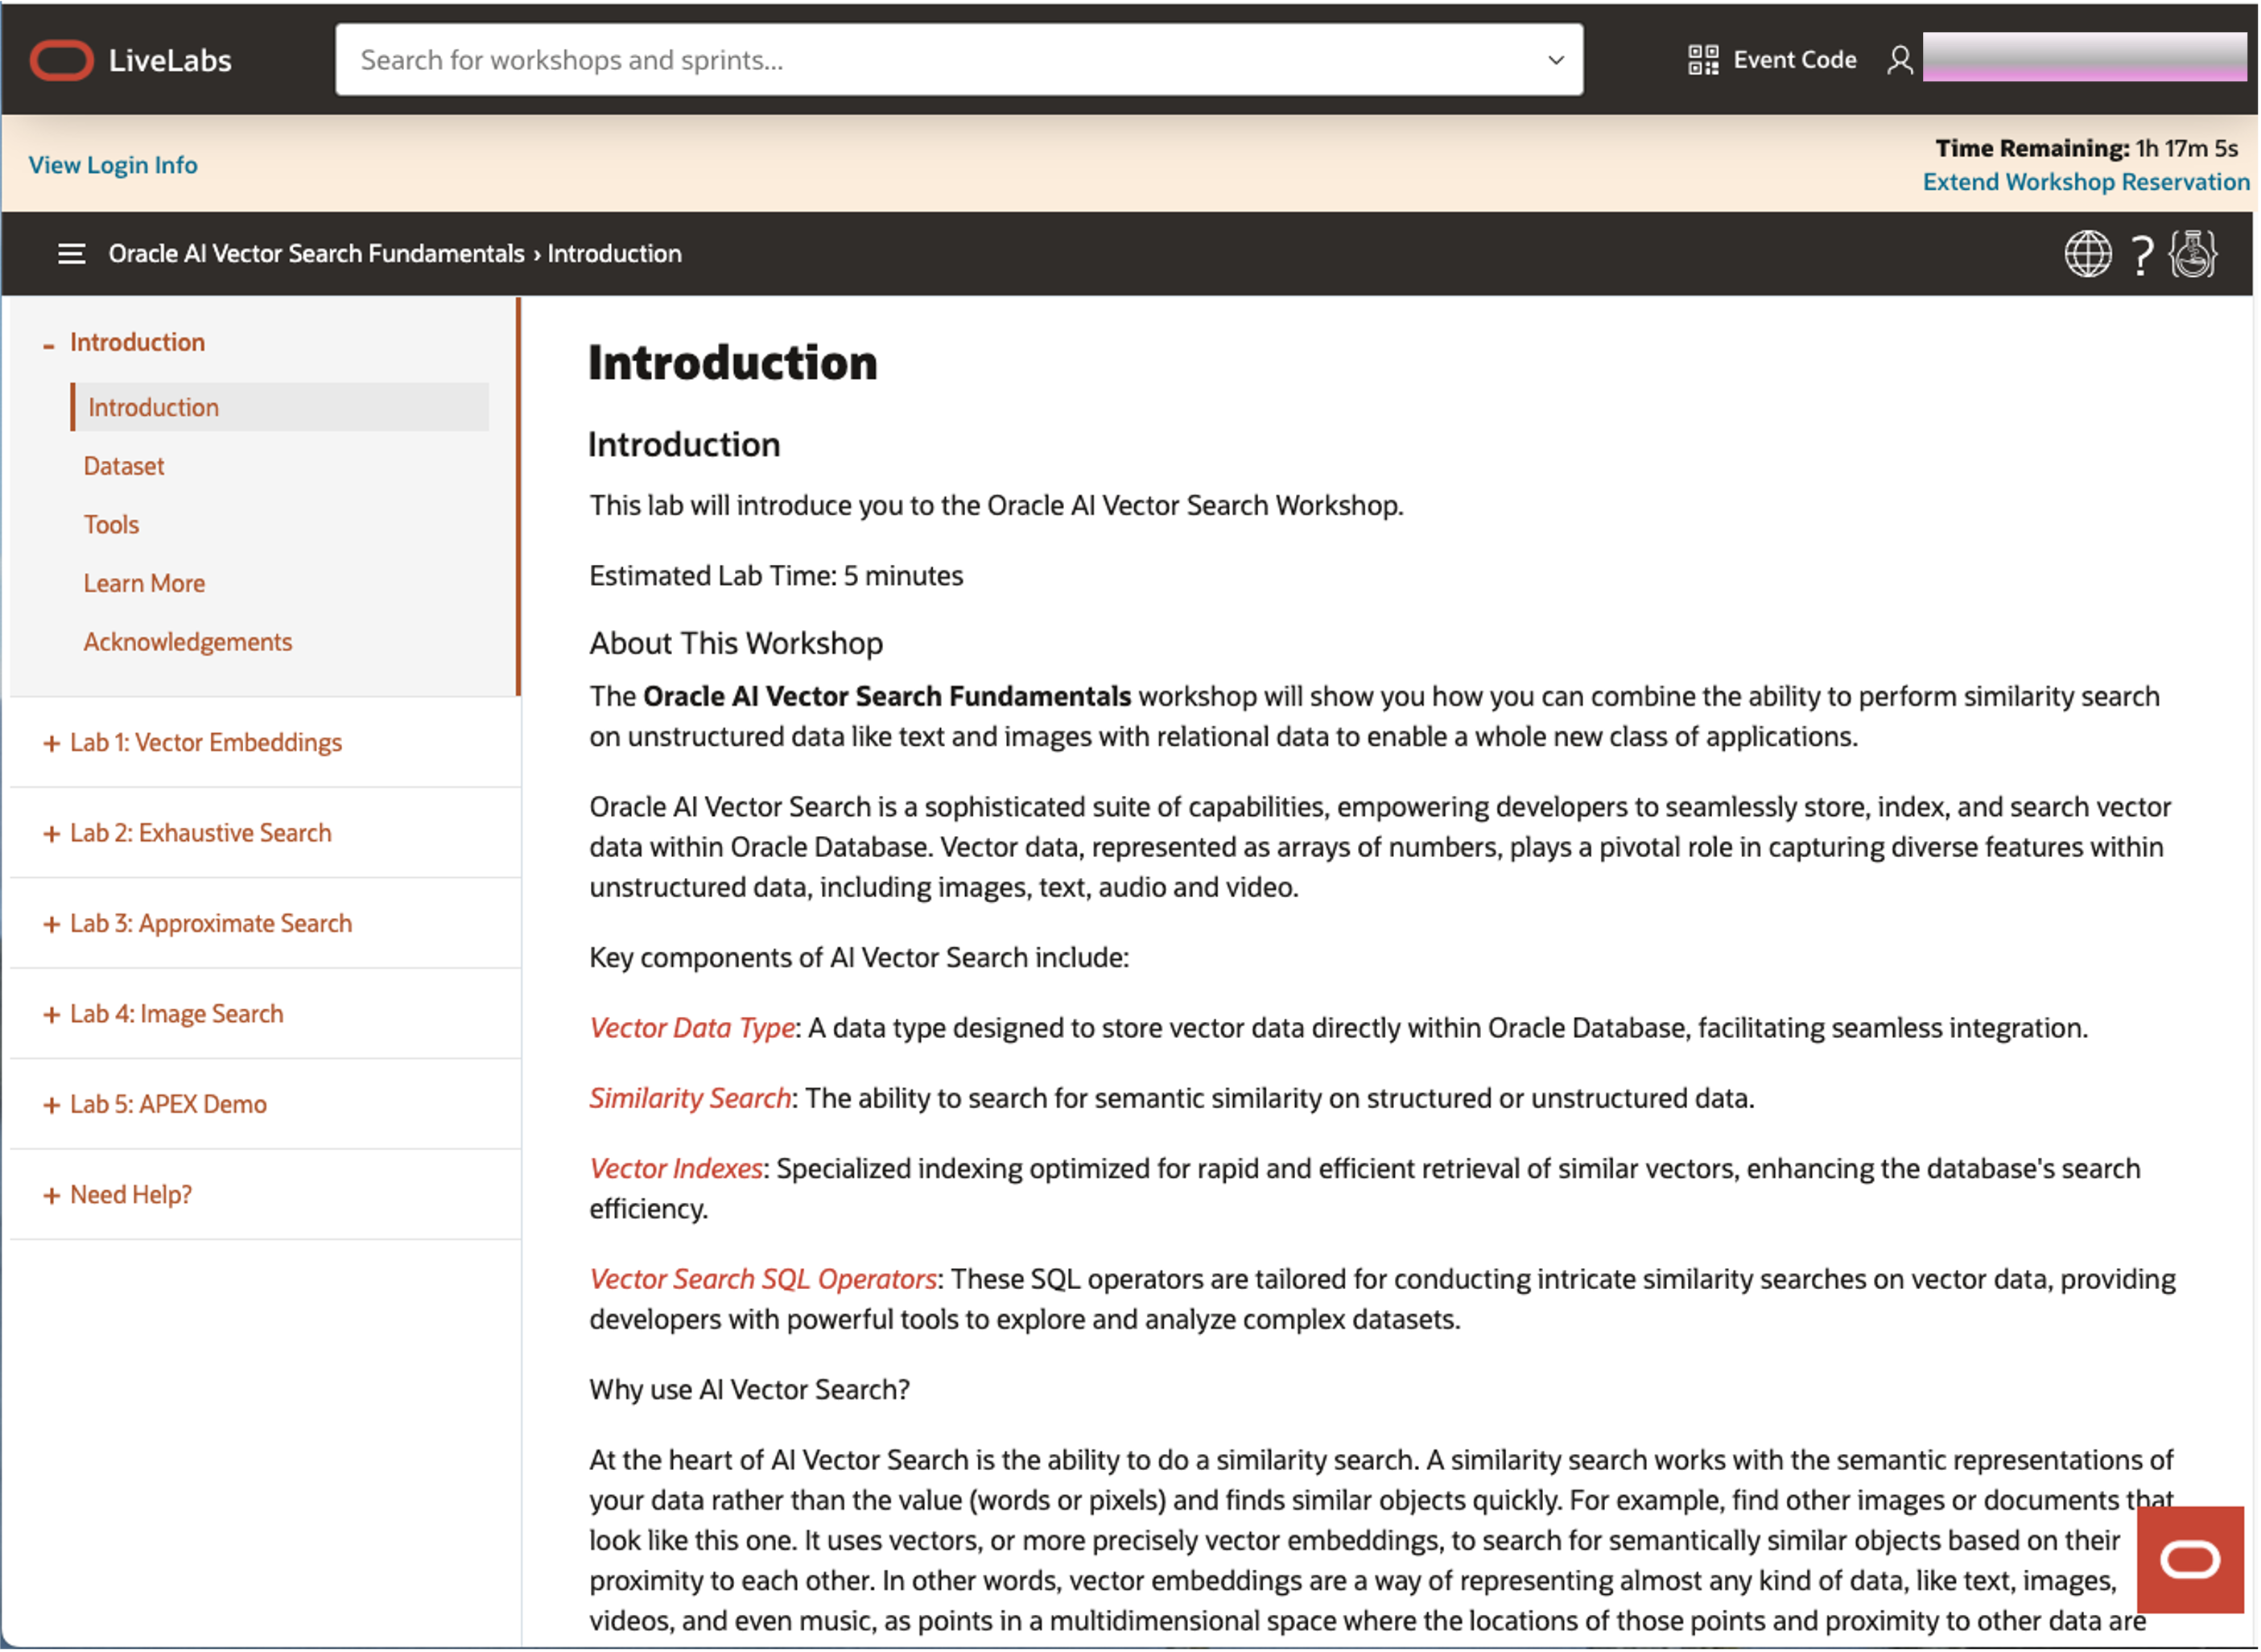 LiveLabs
Search for workshops and sprints...
Event Code
View Login Info
Time Remaining: 1h 17m 5s
Extend Workshop Reservation
Oracle AI Vector Search Fundamentals › Introduction
?
- Introduction
Introduction
Dataset
Tools
Learn More
Acknowledgements
+ Lab 1: Vector Embeddings
+ Lab 2: Exhaustive Search
+ Lab 3: Approximate Search
+ Lab 4: Image Search
+ Lab 5: APEX Demo
+ Need Help?
Introduction
Introduction
This lab will introduce you to the Oracle AI Vector Search Workshop.
Estimated Lab Time: 5 minutes
About This Workshop
The Oracle AI Vector Search Fundamentals workshop will show you how you can combine the ability to perform similarity search
on unstructured data like text and images with relational data to enable a whole new class of applications.
Oracle AI Vector Search is a sophisticated suite of capabilities, empowering developers to seamlessly store, index, and search vector
data within Oracle Database. Vector data, represented as arrays of numbers, plays a pivotal role in capturing diverse features within
unstructured data, including images, text, audio and video.
Key components of AI Vector Search include:
Vector Data Type: A data type designed to store vector data directly within Oracle Database, facilitating seamless integration.
Similarity Search: The ability to search for semantic similarity on structured or unstructured data.
Vector Indexes: Specialized indexing optimized for rapid and efficient retrieval of similar vectors, enhancing the database's search
efficiency.
Vector Search SQL Operators: These SQL operators are tailored for conducting intricate similarity searches on vector data, providing
developers with powerful tools to explore and analyze complex datasets.
Why use AI Vector Search?
At the heart of AI Vector Search is the ability to do a similarity search. A similarity search works with the semantic representations of
your data rather than the value (words or pixels) and finds similar objects quickly. For example, find other images or documents that
look like this one. It uses vectors, or more precisely vector embeddings, to search for semantically similar objects based on their
proximity to each other. In other words, vector embeddings are a way of representing almost any kind of data, like text, images,
videos, and even music, as points in a multidimensional space where the locations of those points and proximity to other data are